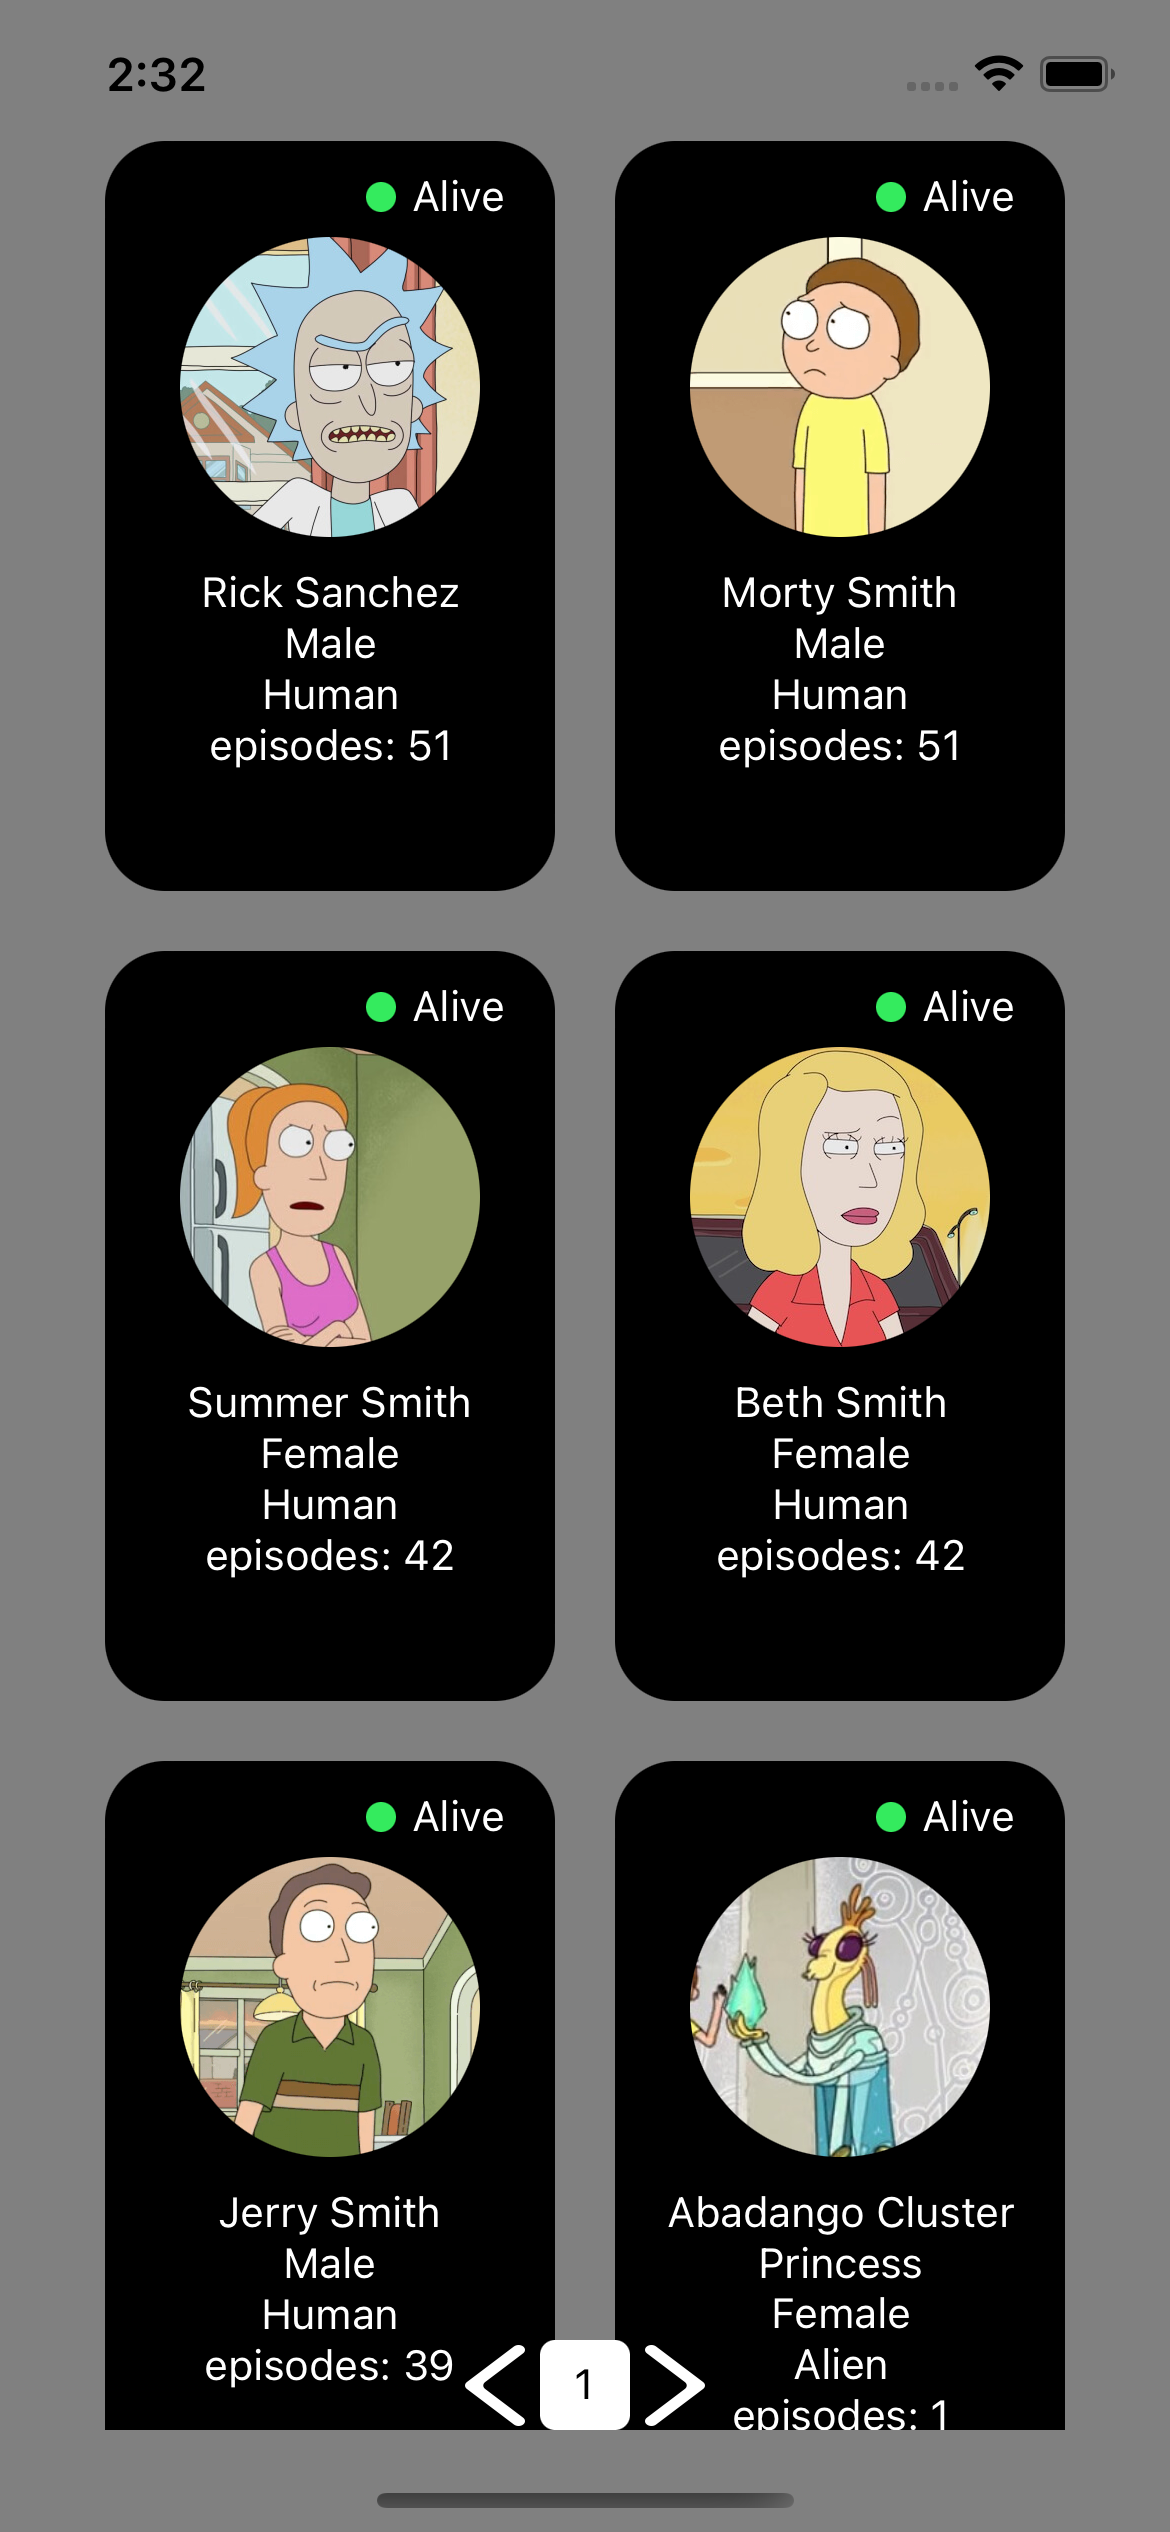 2:32
Alive
Rick Sanchez
Male
Human
episodes: 51
Alive
Morty Smith
Male
Human
episodes: 51
Alive
Summer Smith
Female
Human
episodes: 42
Alive
Beth Smith
Female
Human
episodes: 42
Alive
Jerry Smith
Male
Human
episodes: 39
Alive
Abadango Cluster
Princess
Female
Alien
episodes: 1
1